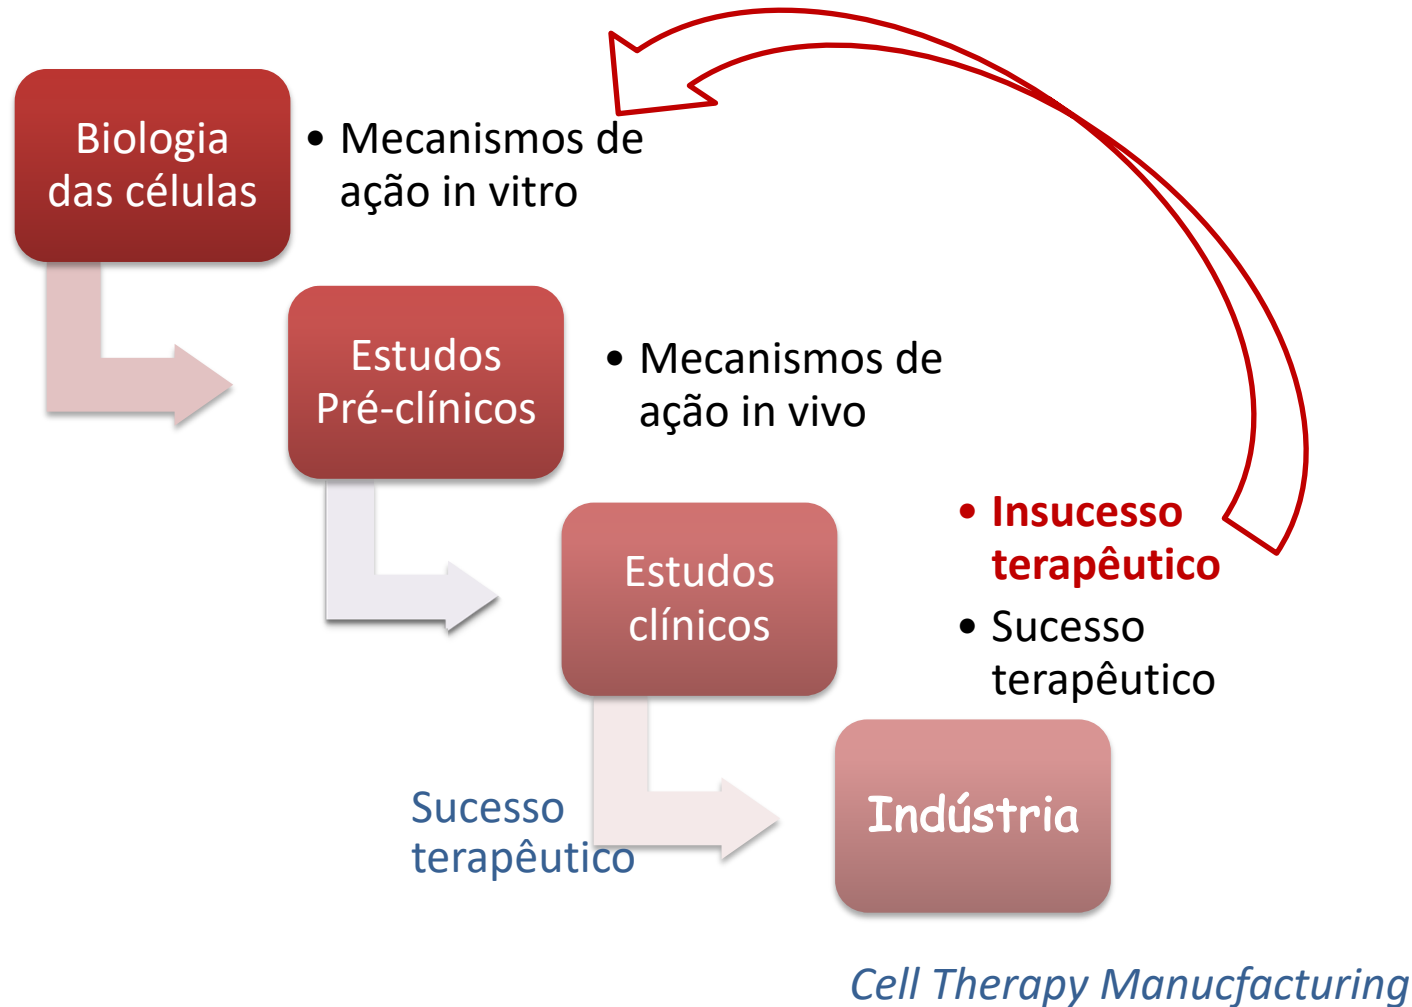 Biologia
das células
• Mecanismos de
ação in vitro
Estudos
Pré-clínicos
• Mecanismos de
ação in vivo
Estudos
clínicos
• Insucesso
terapêutico
• Sucesso
terapêutico
Sucesso
terapêutico
Indústria
Cell Therapy Manucfacturing